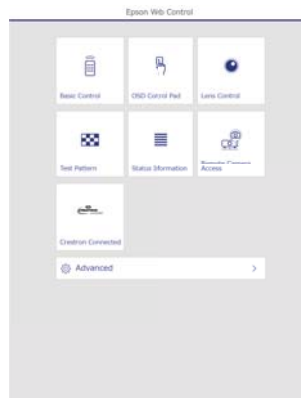 Epson Web Control
Basic Control
OSD Control Pad
Lens Control
Test Pattern
Status Information
Remote Camera
Access
Crestron Connected
Advanced